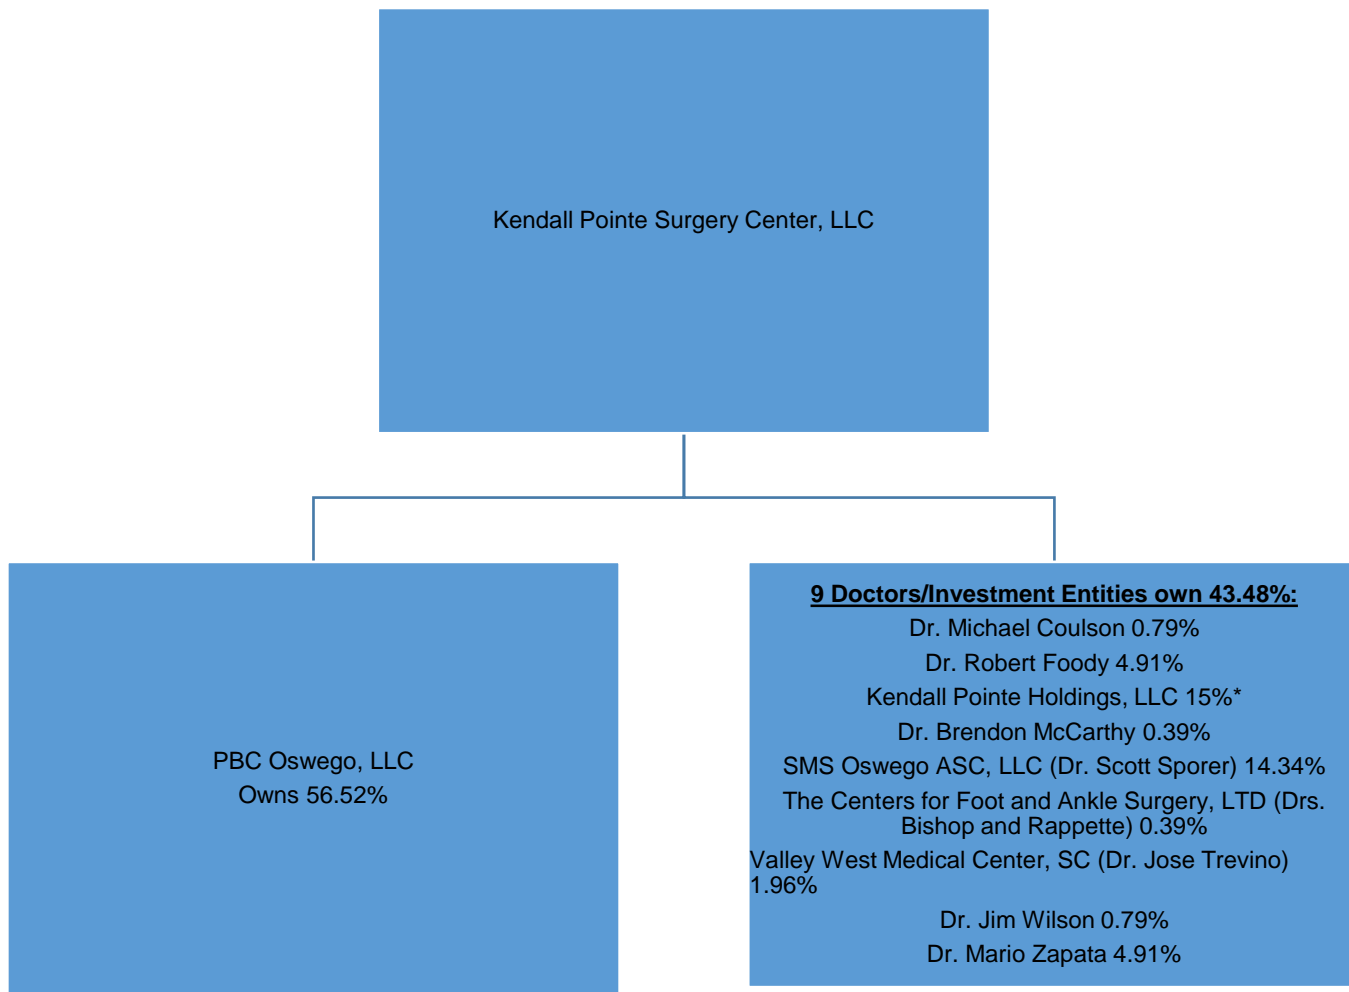 Kendall Pointe Surgery Center, LLC
PBC Oswego, LLC
Owns 56.52%
9 Doctors/Investment Entities own 43.48%:
Dr. Michael Coulson 0.79%
Dr. Robert Foody 4.91%
Kendall Pointe Holdings, LLC 15%*
Dr. Brendon McCarthy 0.39%
SMS Oswego ASC, LLC (Dr. Scott Sporer) 14.34%
The Centers for Foot and Ankle Surgery, LTD (Drs.
Bishop and Rappette) 0.39%
Valley West Medical Center, SC (Dr. Jose Trevino)
1.96%
Dr. Jim Wilson 0.79%
Dr. Mario Zapata 4.91%